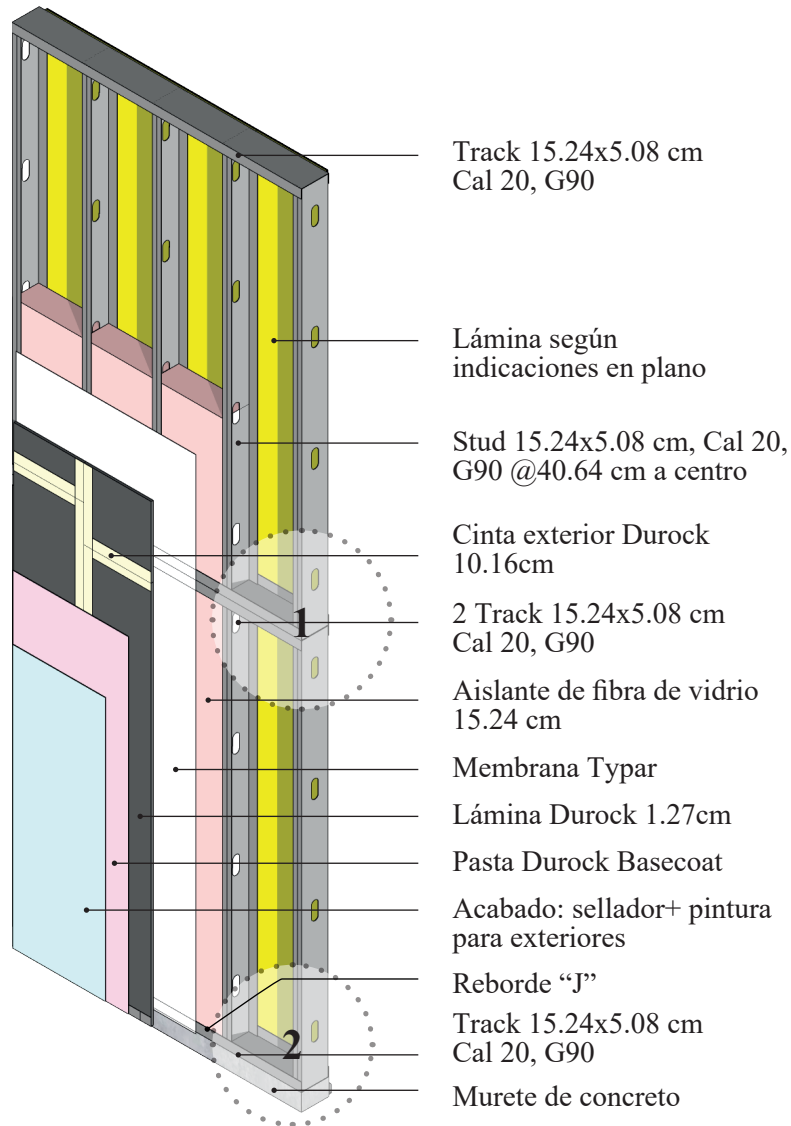 Track 15.24x5.08 cm
Cal 20, G90
Lámina según
indicaciones en plano
Stud 15.24x5.08 cm, Cal 20,
G90 @40.64 cm a centro
Cinta exterior Durock
10.16cm
1
2 Track 15.24x5.08 cm
Cal 20, G90
Aislante de fibra de vidrio
15.24 cm
Membrana Typar
Lámina Durock 1.27cm
Pasta Durock Basecoat
Acabado: sellador+ pintura
para exteriores
Reborde “J”
2
Track 15.24x5.08 cm
Cal 20, G90
Murete de concreto